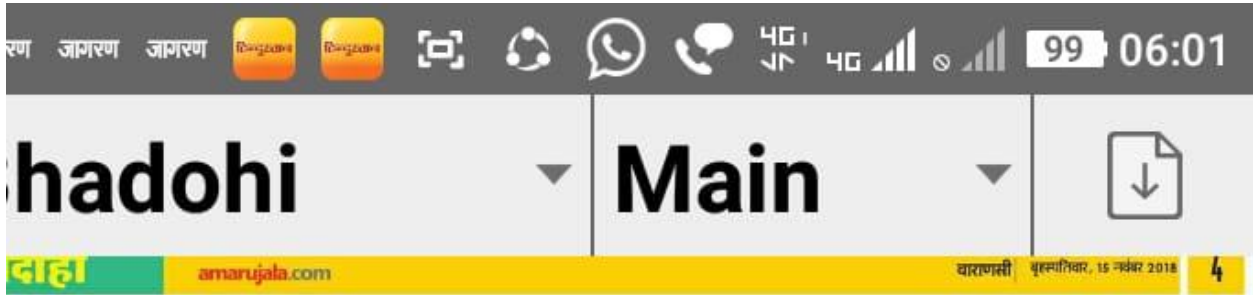 रण जागरण जागरण हिन्दुस्तान हिन्दुस्तान 4G 4G 99 06:01
hadohi Main
दोही amarujala.com वाराणसी बृहस्पतिवार, 15 नवंबर 2018 4